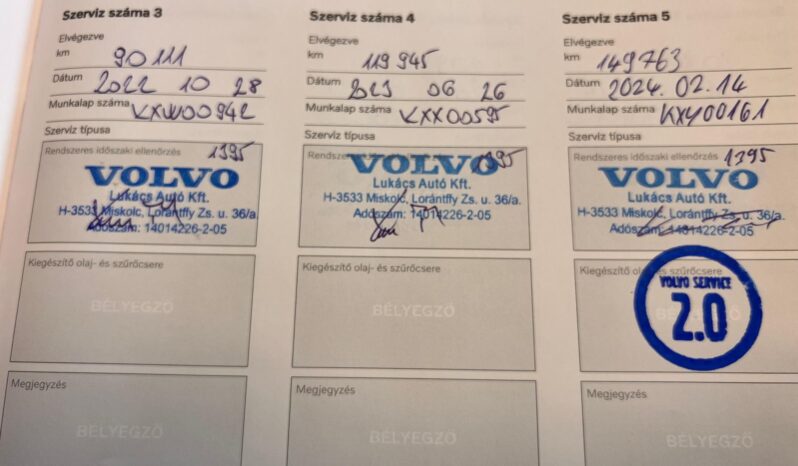 Szerviz száma 3
Elvégezve
km 90111
Dátum 2022 10 28
Munkalap száma KXW00942
Szerviz típusa
Rendszeres időszaki ellenőrzés 1395
VOLVO
Lukács Autó Kft.
H-3533 Miskolc, Lorántffy Zs. u. 36/a.
Adószám: 14014226-2-05
Kiegészítő olaj- és szűrőcsere
BÉLYEGZŐ
Megjegyzés
BÉLYEGZŐ
Szerviz száma 4
Elvégezve
km 119 945
Dátum 2023 06 26
Munkalap száma KXX00595
Szerviz típusa
1395
VOLVO
Lukács Autó Kft.
H-3533 Miskolc, Lorántffy Zs. u. 36/a.
Adószám: 14014226-2-05
Kiegészítő olaj- és szűrőcsere
BÉLYEGZŐ
Megjegyzés
BÉLYEGZŐ
Szerviz száma 5
Elvégezve
km 149763
Dátum 2024. 02. 14
Munkalap száma KXY00161
Szerviz típusa
Rendszeres időszaki ellenőrzés 1395
VOLVO
Lukács Autó Kft.
H-3533 Miskolc, Lorántffy Zs. u. 36/a.
Adószám: 14014226-2-05
Kiegészítő olaj- és szűrőcsere
VOLVO SERVICE
2.0
Megjegyzés
BÉLYEGZŐ